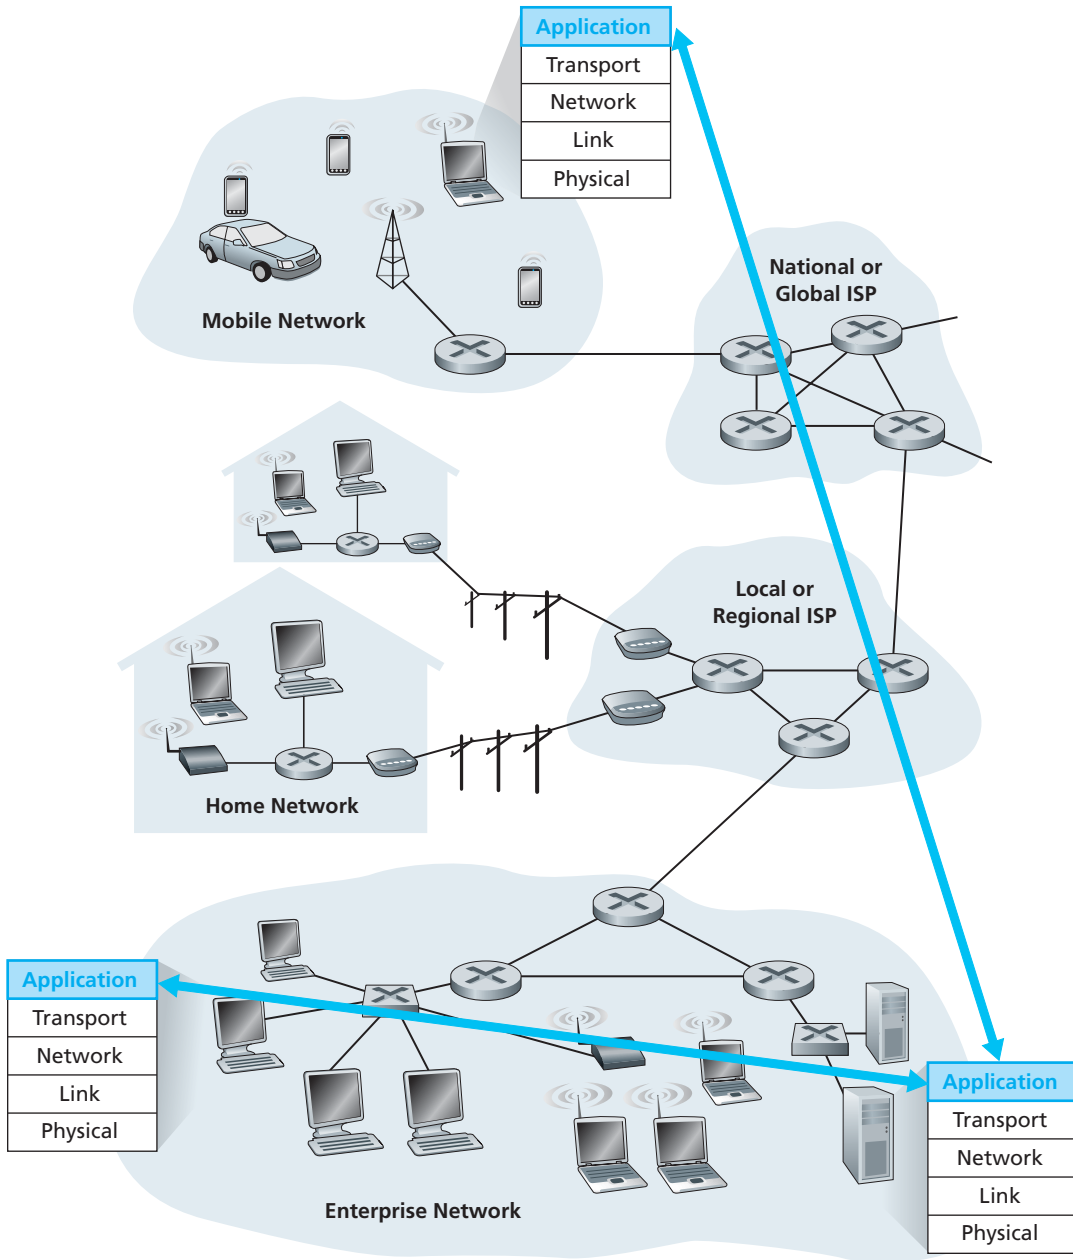 Application
Transport
Network
Link
Physical
National or
Global ISP
Mobile Network
Local or
Regional ISP
Home Network
Application
Transport
Network
Link
Physical
Application
Transport
Network
Link
Physical
Enterprise Network